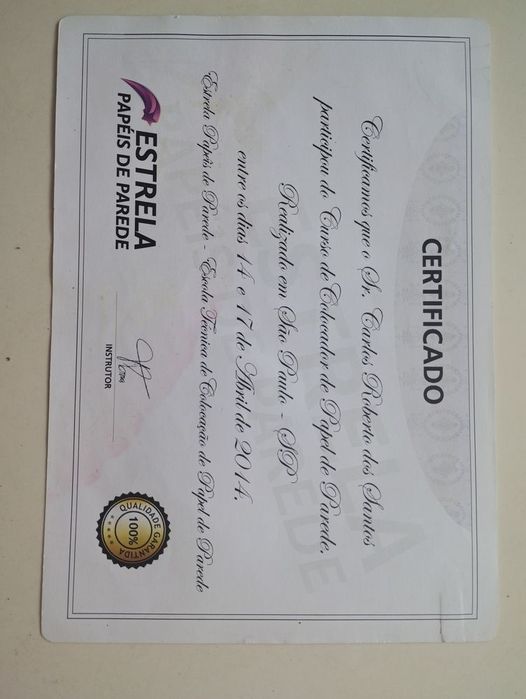 CERTIFICADO
Certificamos que o Sr. Carlos Roberto dos Santos
participou do Curso de Colocador de Papel de Parede.
Realizado em São Paulo - SP
entre os dias 14 e 17 de Abril de 2014.
Estrela Papéis de Parede - Escola Técnica de Colocação de Papel de Parede
ESTRELA
PAPÉIS DE PAREDE
INSTRUTOR
QUALIDADE GARANTIDA
100%